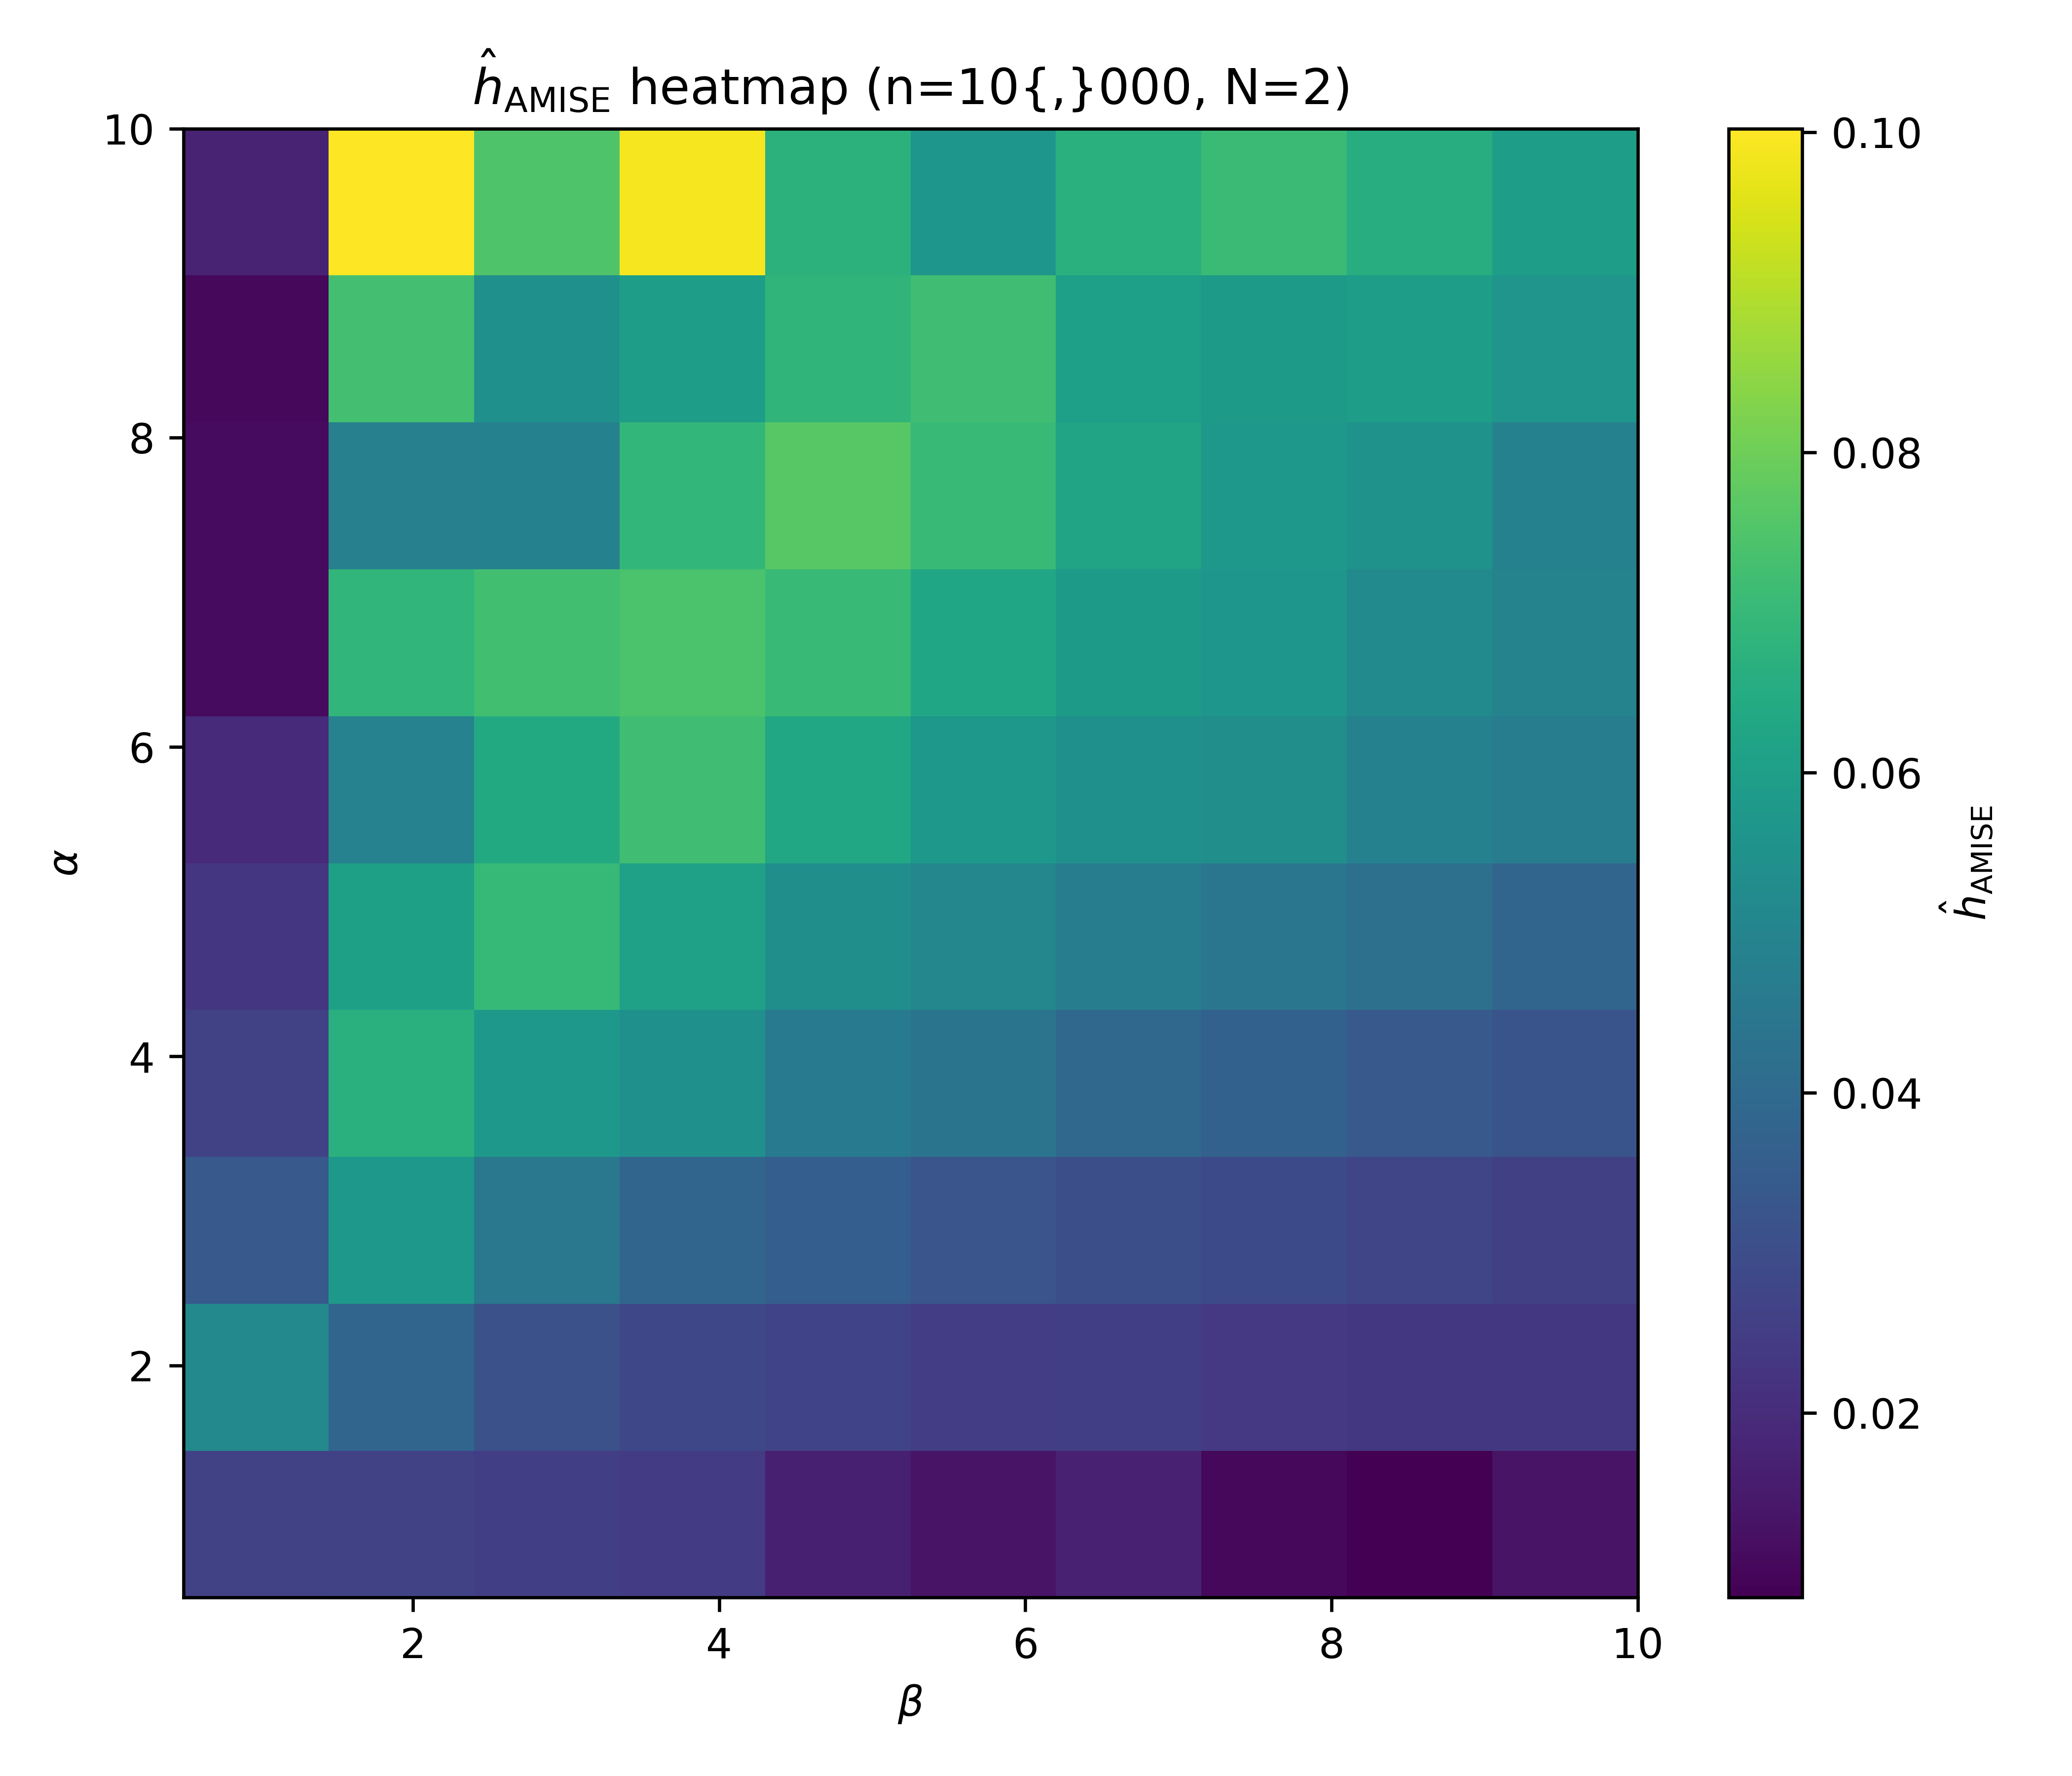 ĥAMISE heatmap (n=10{,}000, N=2)
10
8
6
4
2
α
2 4 6 8 10
β
0.10
0.08
0.06
0.04
0.02
ĥAMISE